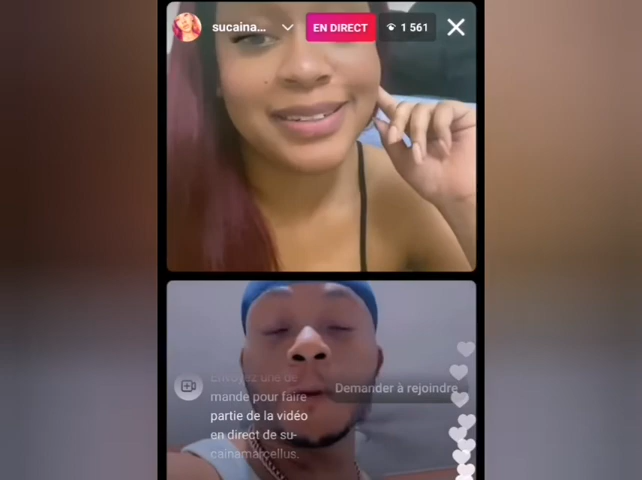 sucaina...
EN DIRECT
1 561
Envoyez une de
mande pour faire
partie de la vidéo
en direct de su-
cainamarcellus.
Demander à rejoindre